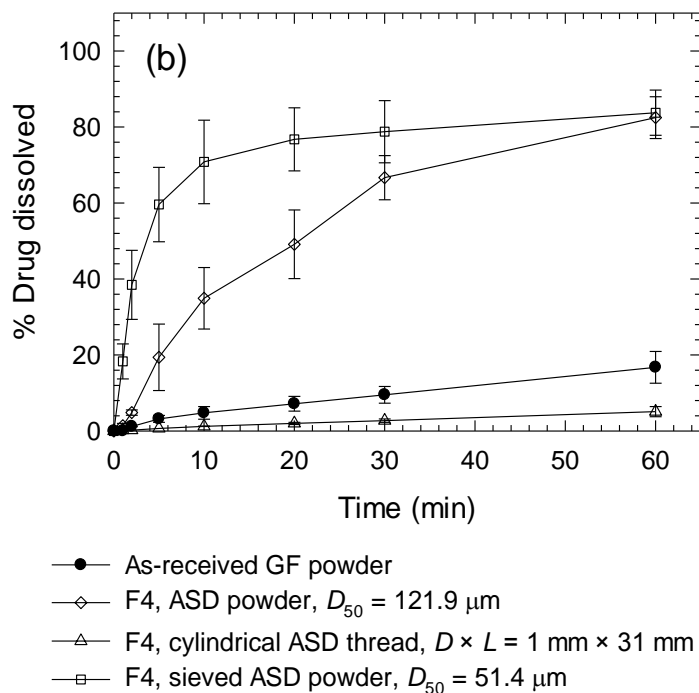 (b)
% Drug dissolved
100
80
60
40
20
0
0 10 20 30 40 50 60
Time (min)
As-received GF powder
F4, ASD powder, D50 = 121.9 μm
F4, cylindrical ASD thread, D × L = 1 mm × 31 mm
F4, sieved ASD powder, D50 = 51.4 μm